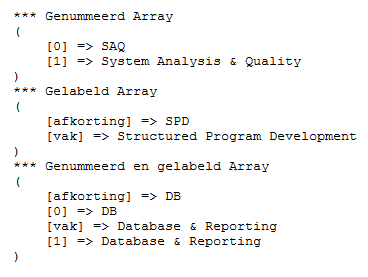 *** Genummeerd Array
(
    [0] => SAQ
    [1] => System Analysis & Quality
)
*** Gelabeld Array
(
    [afkorting] => SPD
    [vak] => Structured Program Development
)
*** Genummeerd en gelabeld Array
(
    [afkorting] => DB
    [0] => DB
    [vak] => Database & Reporting
    [1] => Database & Reporting
)